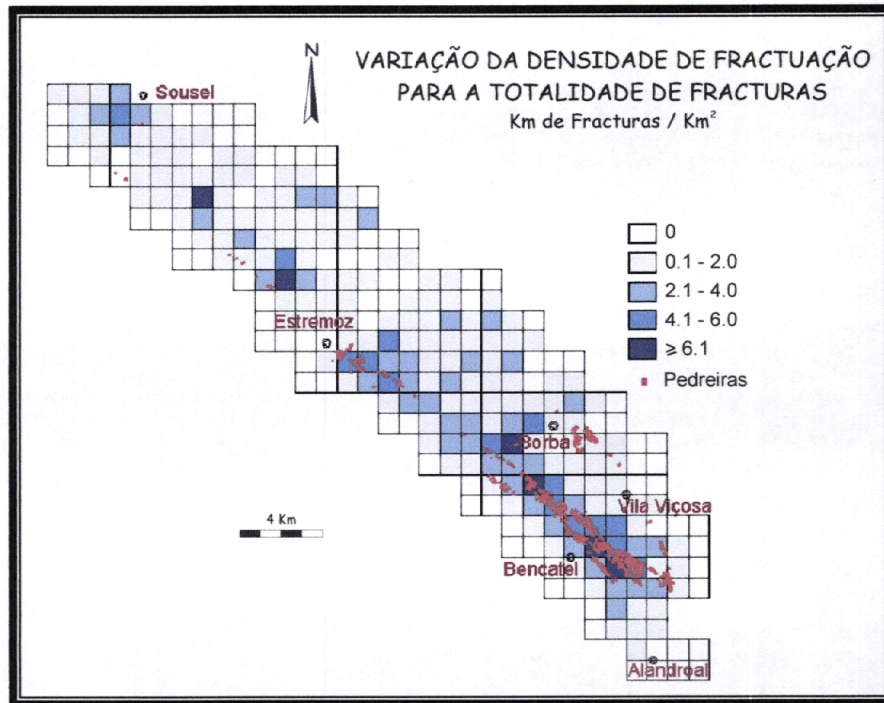 VARIAÇÃO DA DENSIDADE DE FRACTUAÇÃO
PARA A TOTALIDADE DE FRACTURAS
Km de Fracturas / Km²
N
Sousel
0
0.1 - 2.0
2.1 - 4.0
4.1 - 6.0
≥ 6.1
Pedreiras
Estremoz
Borba
Vila Viçosa
4 Km
Bencatel
Alandroal